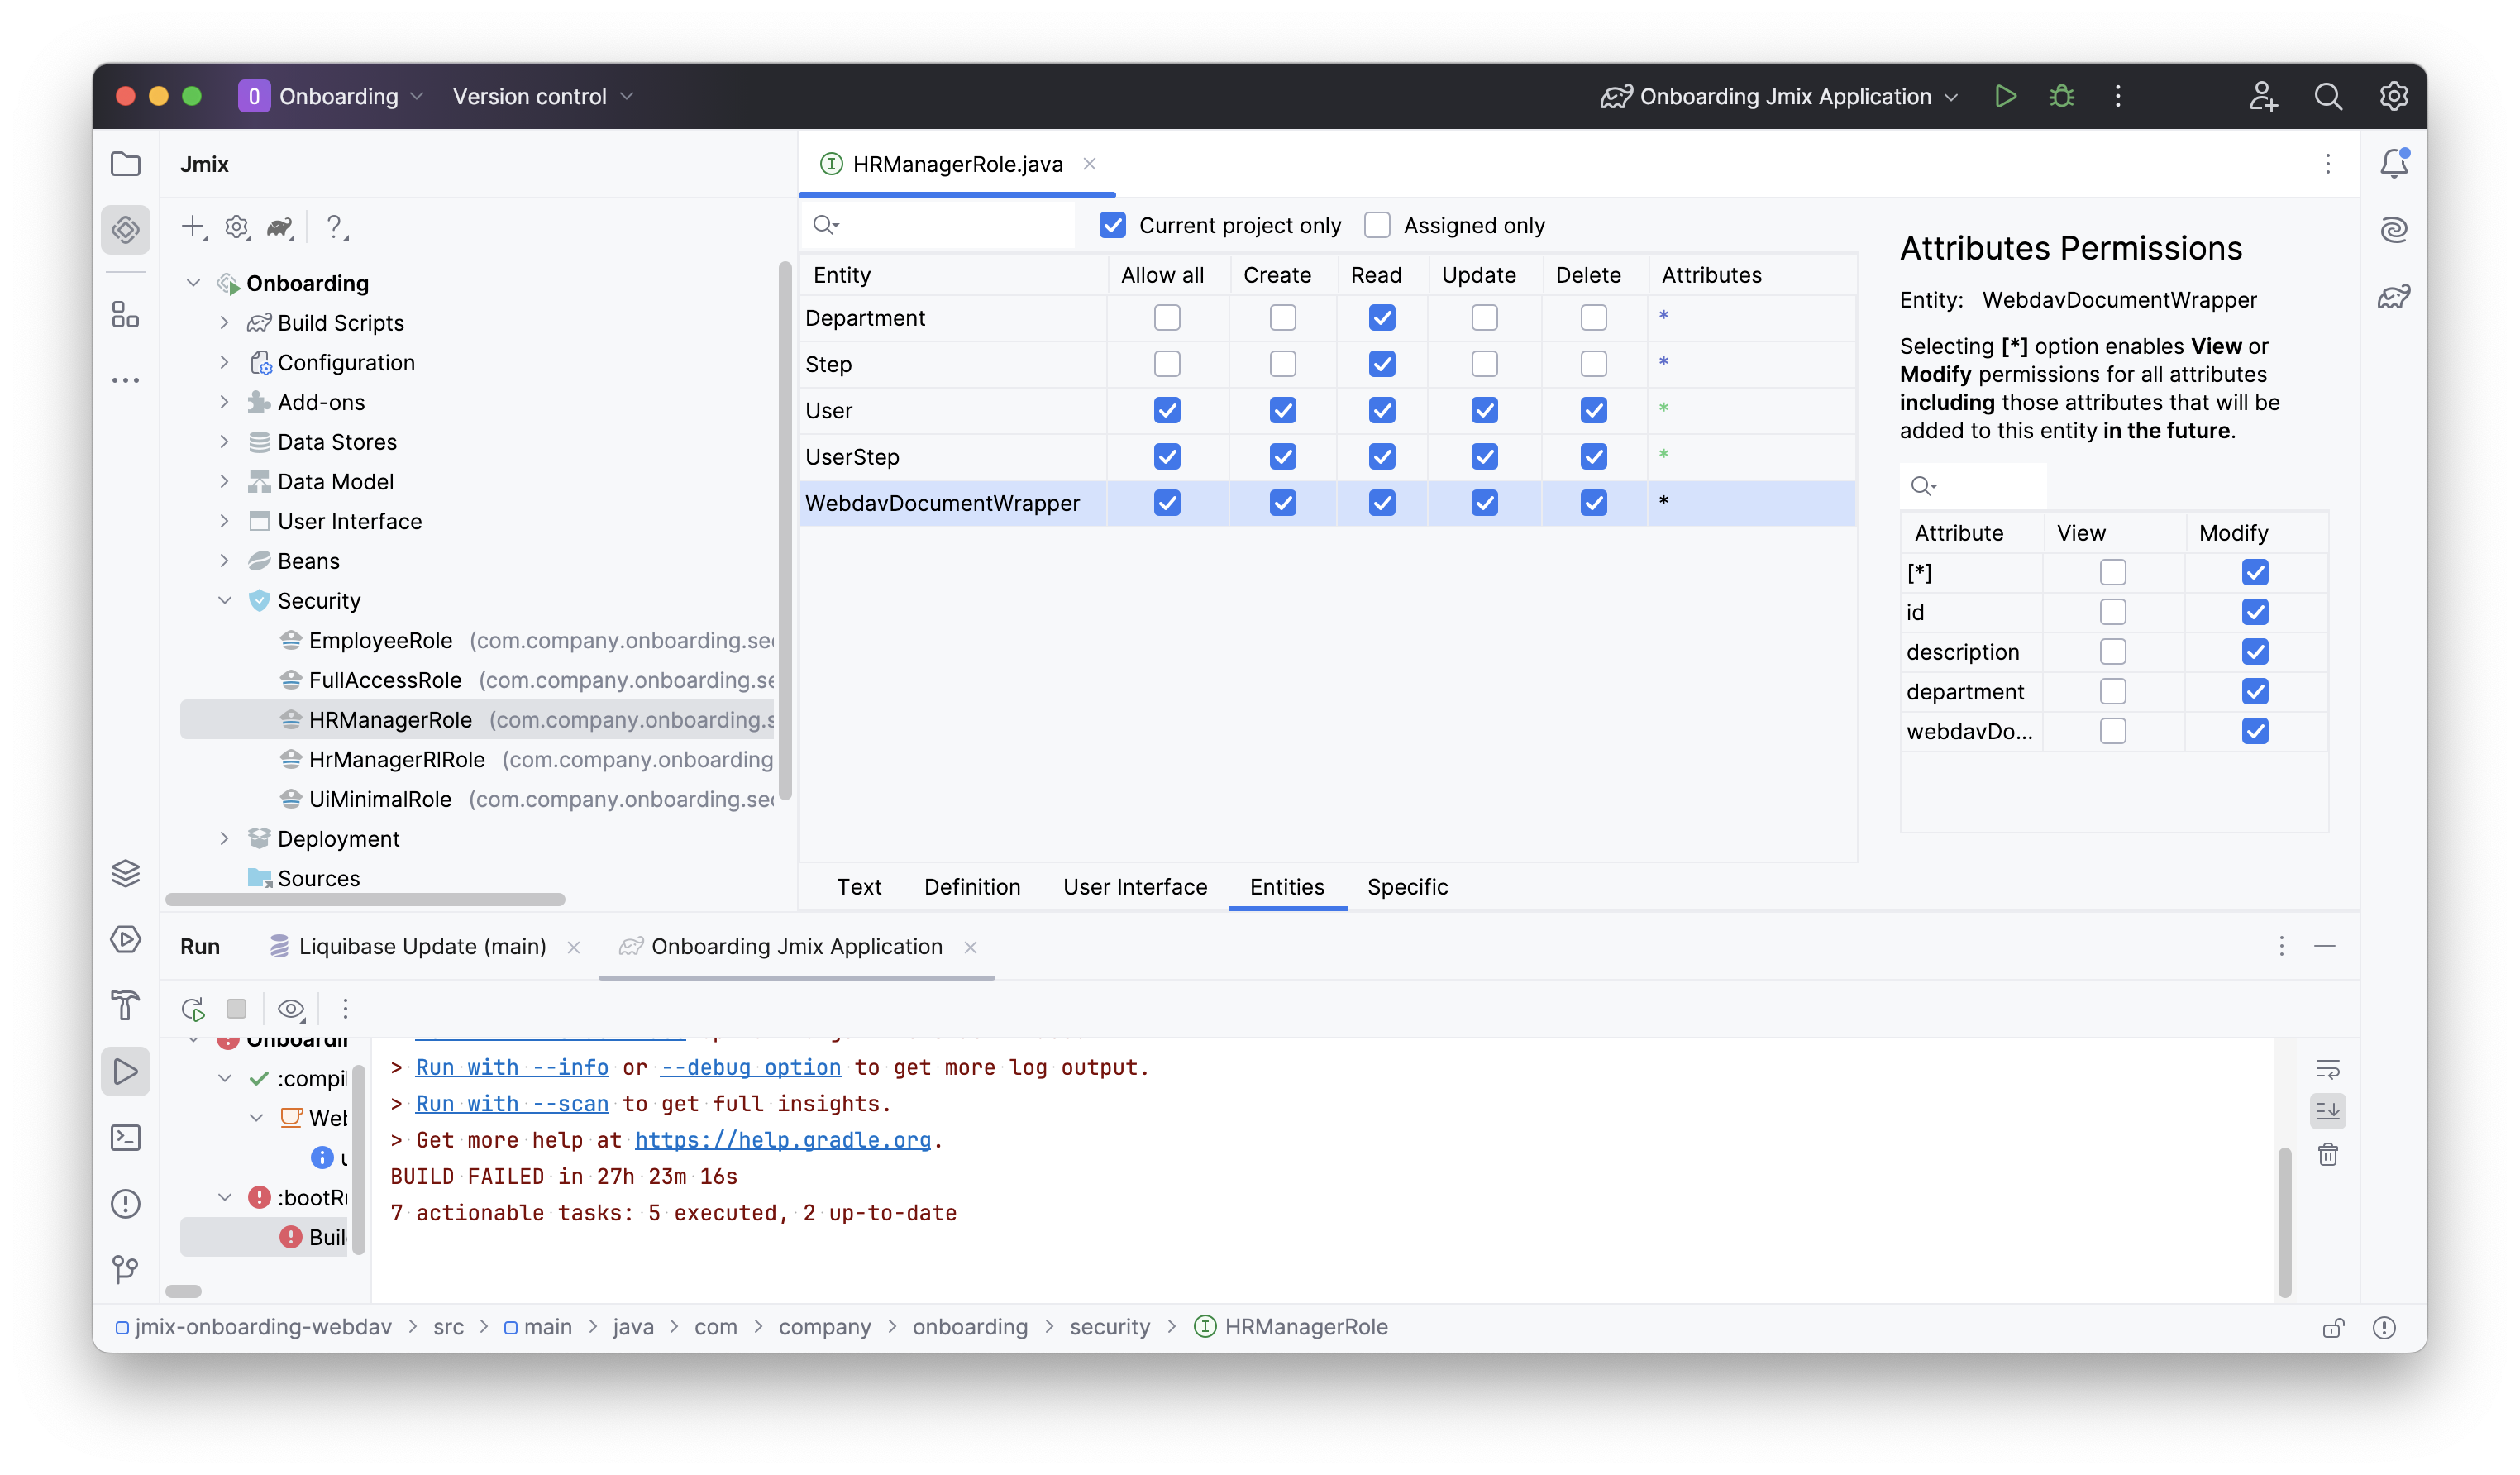 O Onboarding Version control Onboarding Jmix Application
Jmix
HRManagerRole.java
Current project only Assigned only
Onboarding
Build Scripts
Configuration
Add-ons
Data Stores
Data Model
User Interface
Beans
Security
EmployeeRole (com.company.onboarding.sec
FullAccessRole (com.company.onboarding.se
HRManagerRole (com.company.onboarding.s
HrManagerRlRole (com.company.onboarding
UiMinimalRole (com.company.onboarding.sec
Deployment
Sources
Entity Allow all Create Read Update Delete Attributes
Department *
Step *
User *
UserStep *
WebdavDocumentWrapper *
Attributes Permissions
Entity: WebdavDocumentWrapper
Selecting [*] option enables View or
Modify permissions for all attributes
including those attributes that will be
added to this entity in the future.
Attribute View Modify
[*]
id
description
department
webdavDo...
Text Definition User Interface Entities Specific
Run Liquibase Update (main) Onboarding Jmix Application
Onboardin
:compil
Web
:bootRu
Buil
> Run with --info or --debug option to get more log output.
> Run with --scan to get full insights.
> Get more help at https://help.gradle.org.
BUILD FAILED in 27h 23m 16s
7 actionable tasks: 5 executed, 2 up-to-date
jmix-onboarding-webdav > src > main > java > com > company > onboarding > security > HRManagerRole